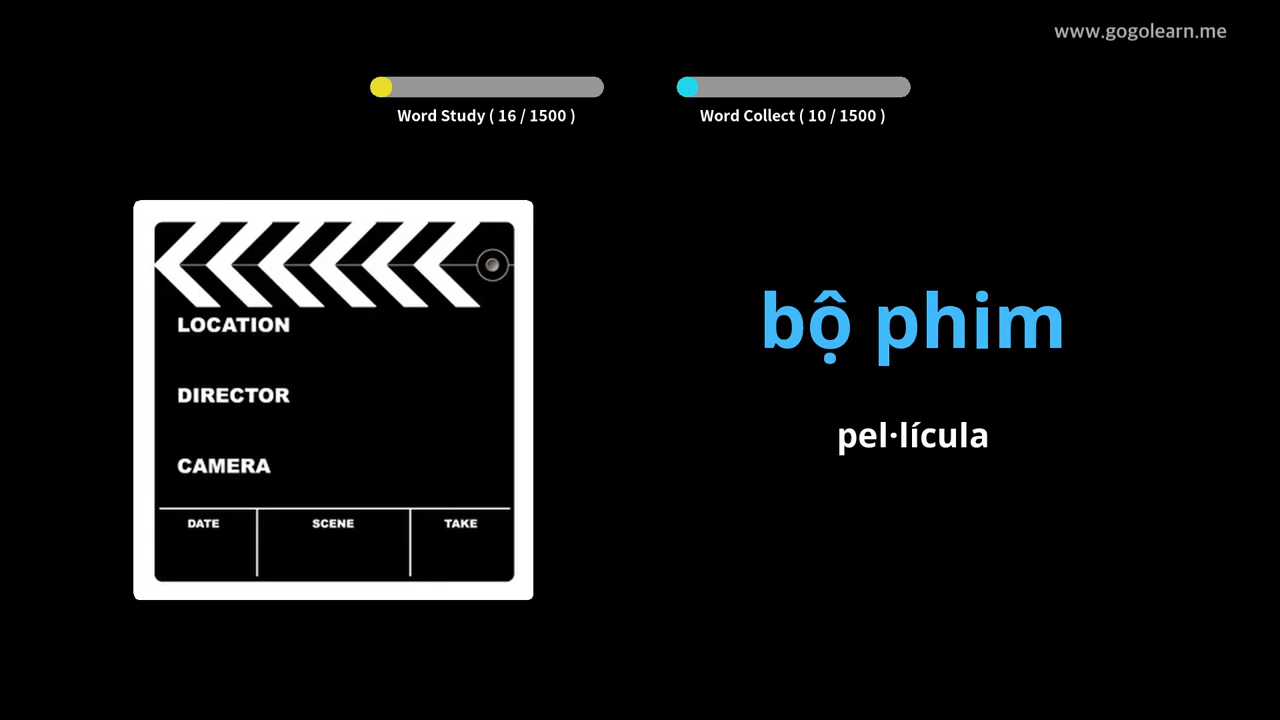 www.gogolearn.me
Word Study ( 16 / 1500 )
Word Collect ( 10 / 1500 )
LOCATION
DIRECTOR
CAMERA
DATE
SCENE
TAKE
bộ phim
pel·lícula